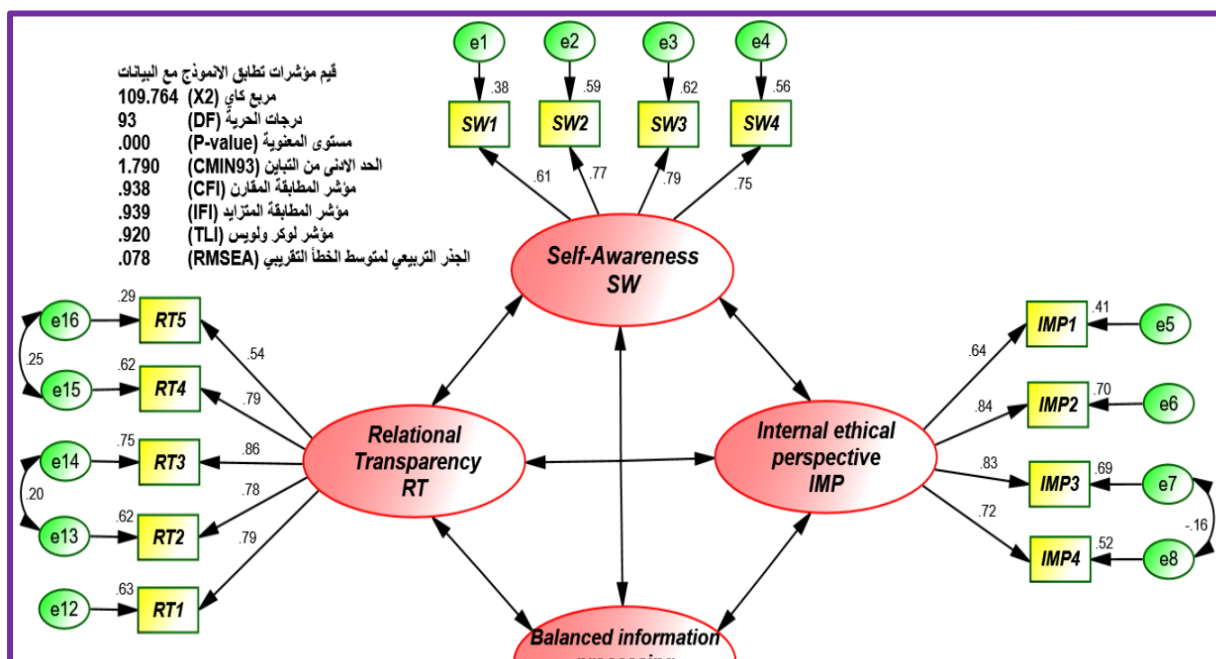 قيم مؤشرات تطابق الانموذج مع البيانات
مربع كاي (X2) 109.764
درجات الحرية (DF) 93
مستوى المعنوية (P-value) .000
الحد الادنى من التباين (CMIN93) 1.790
مؤشر المطابقة المقارن (CFI) .938
مؤشر المطابقة المتزايد (IFI) .939
مؤشر لوكر ولويس (TLI) .920
الجذر التربيعي لمتوسط الخطأ التقريبي (RMSEA) .078
e1 e2 e3 e4
.38 .59 .62 .56
SW1 SW2 SW3 SW4
.61 .77 .79 .75
Self-Awareness
SW
e16 .29 RT5
.54
.25
e15 .62 RT4
.79
e14 .75 RT3
.86
.20
e13 .62 RT2
.78
e12 .63 RT1
.79
Relational
Transparency
RT
Internal ethical
perspective
IMP
.64
IMP1 .41 e5
.84
IMP2 .70 e6
.83
IMP3 .69 e7
-.16
.72
IMP4 .52 e8
Balanced information
processing